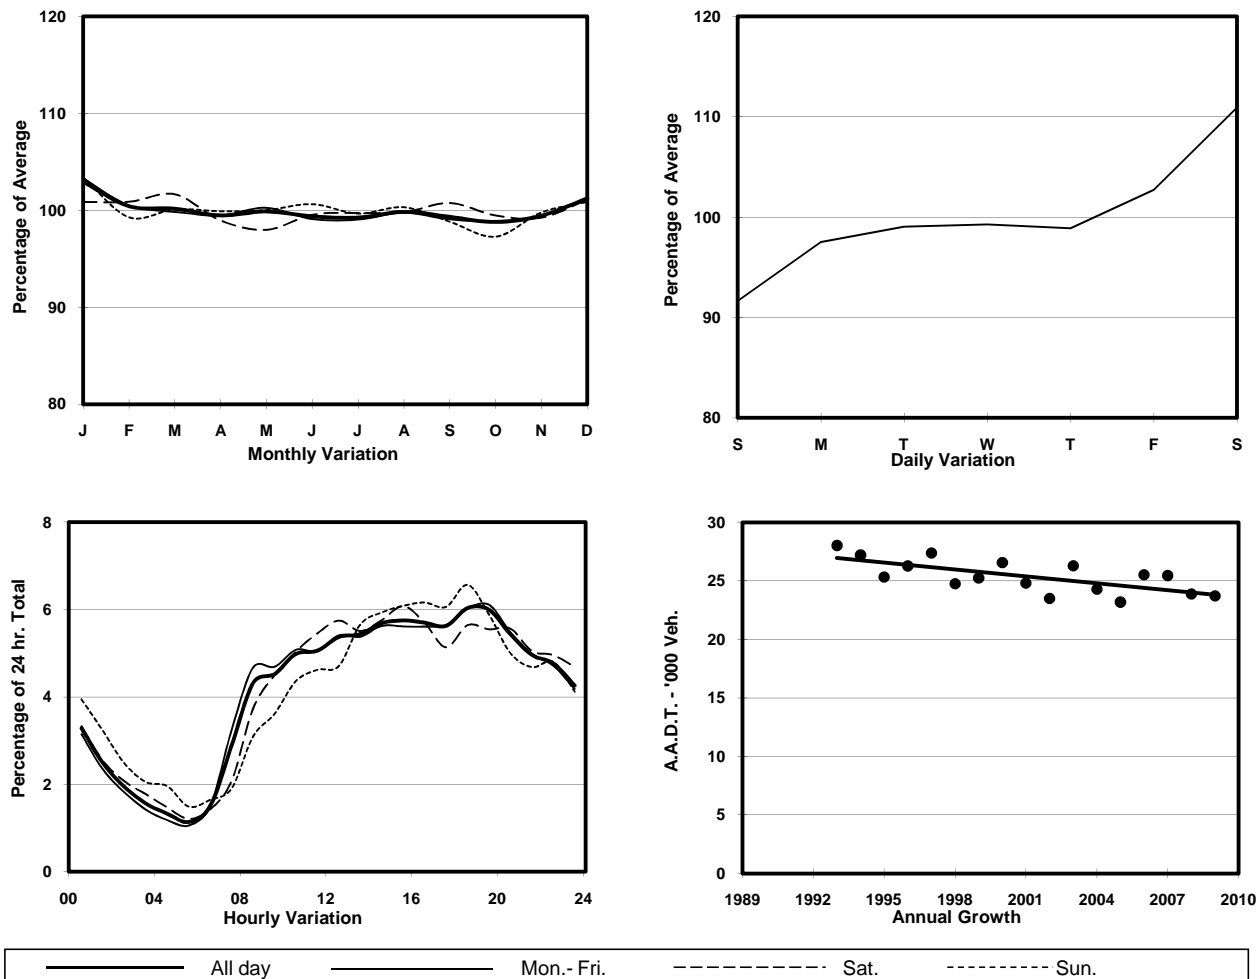 120
110
100
90
80
Percentage of Average
J F M A M J J A S O N D
Monthly Variation
120
110
100
90
80
Percentage of Average
S M T W T F S
Daily Variation
8
6
4
2
0
Percentage of 24 hr. Total
00 04 08 12 16 20 24
Hourly Variation
30
25
20
15
10
5
0
A.A.D.T. - '000 Veh.
1989 1992 1995 1998 2001 2004 2007 2010
Annual Growth
All day Mon.- Fri. Sat. Sun.